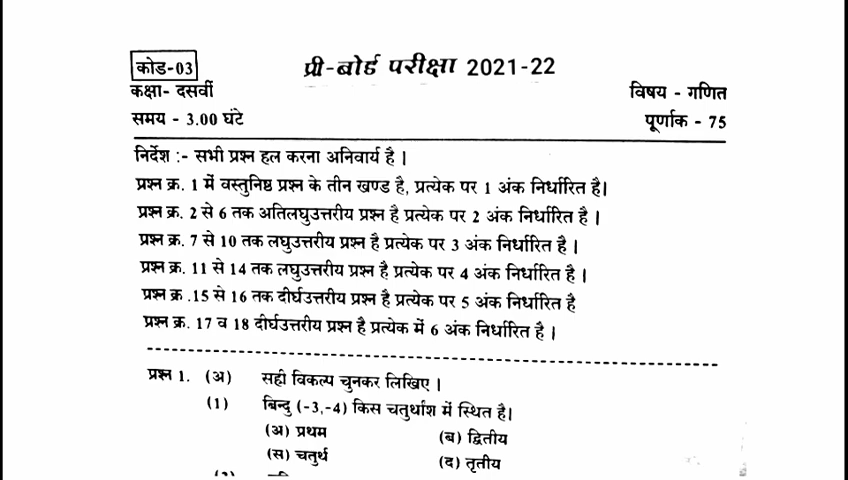 कोड-03
प्री-बोर्ड परीक्षा 2021-22
कक्षा- दसवीं
विषय - गणित
समय - 3.00 घंटे
पूर्णाक - 75
निर्देश :- सभी प्रश्न हल करना अनिवार्य है ।
प्रश्न क्र. 1 में वस्तुनिष्ठ प्रश्न के तीन खण्ड है, प्रत्येक पर 1 अंक निर्धारित है।
प्रश्न क्र. 2 से 6 तक अतिलघुउत्तरीय प्रश्न है प्रत्येक पर 2 अंक निर्धारित है ।
प्रश्न क्र. 7 से 10 तक लघुउत्तरीय प्रश्न है प्रत्येक पर 3 अंक निर्धारित है ।
प्रश्न क्र. 11 से 14 तक लघुउत्तरीय प्रश्न है प्रत्येक पर 4 अंक निर्धारित है ।
प्रश्न क्र .15 से 16 तक दीर्घउत्तरीय प्रश्न है प्रत्येक पर 5 अंक निर्धारित है
प्रश्न क्र. 17 व 18 दीर्घउत्तरीय प्रश्न है प्रत्येक में 6 अंक निर्धारित है ।
प्रश्न 1. (अ) सही विकल्प चुनकर लिखिए ।
(1) बिन्दु (-3,-4) किस चतुर्थांश में स्थित है।
(अ) प्रथम (ब) द्वितीय
(स) चतुर्थ (द) तृतीय